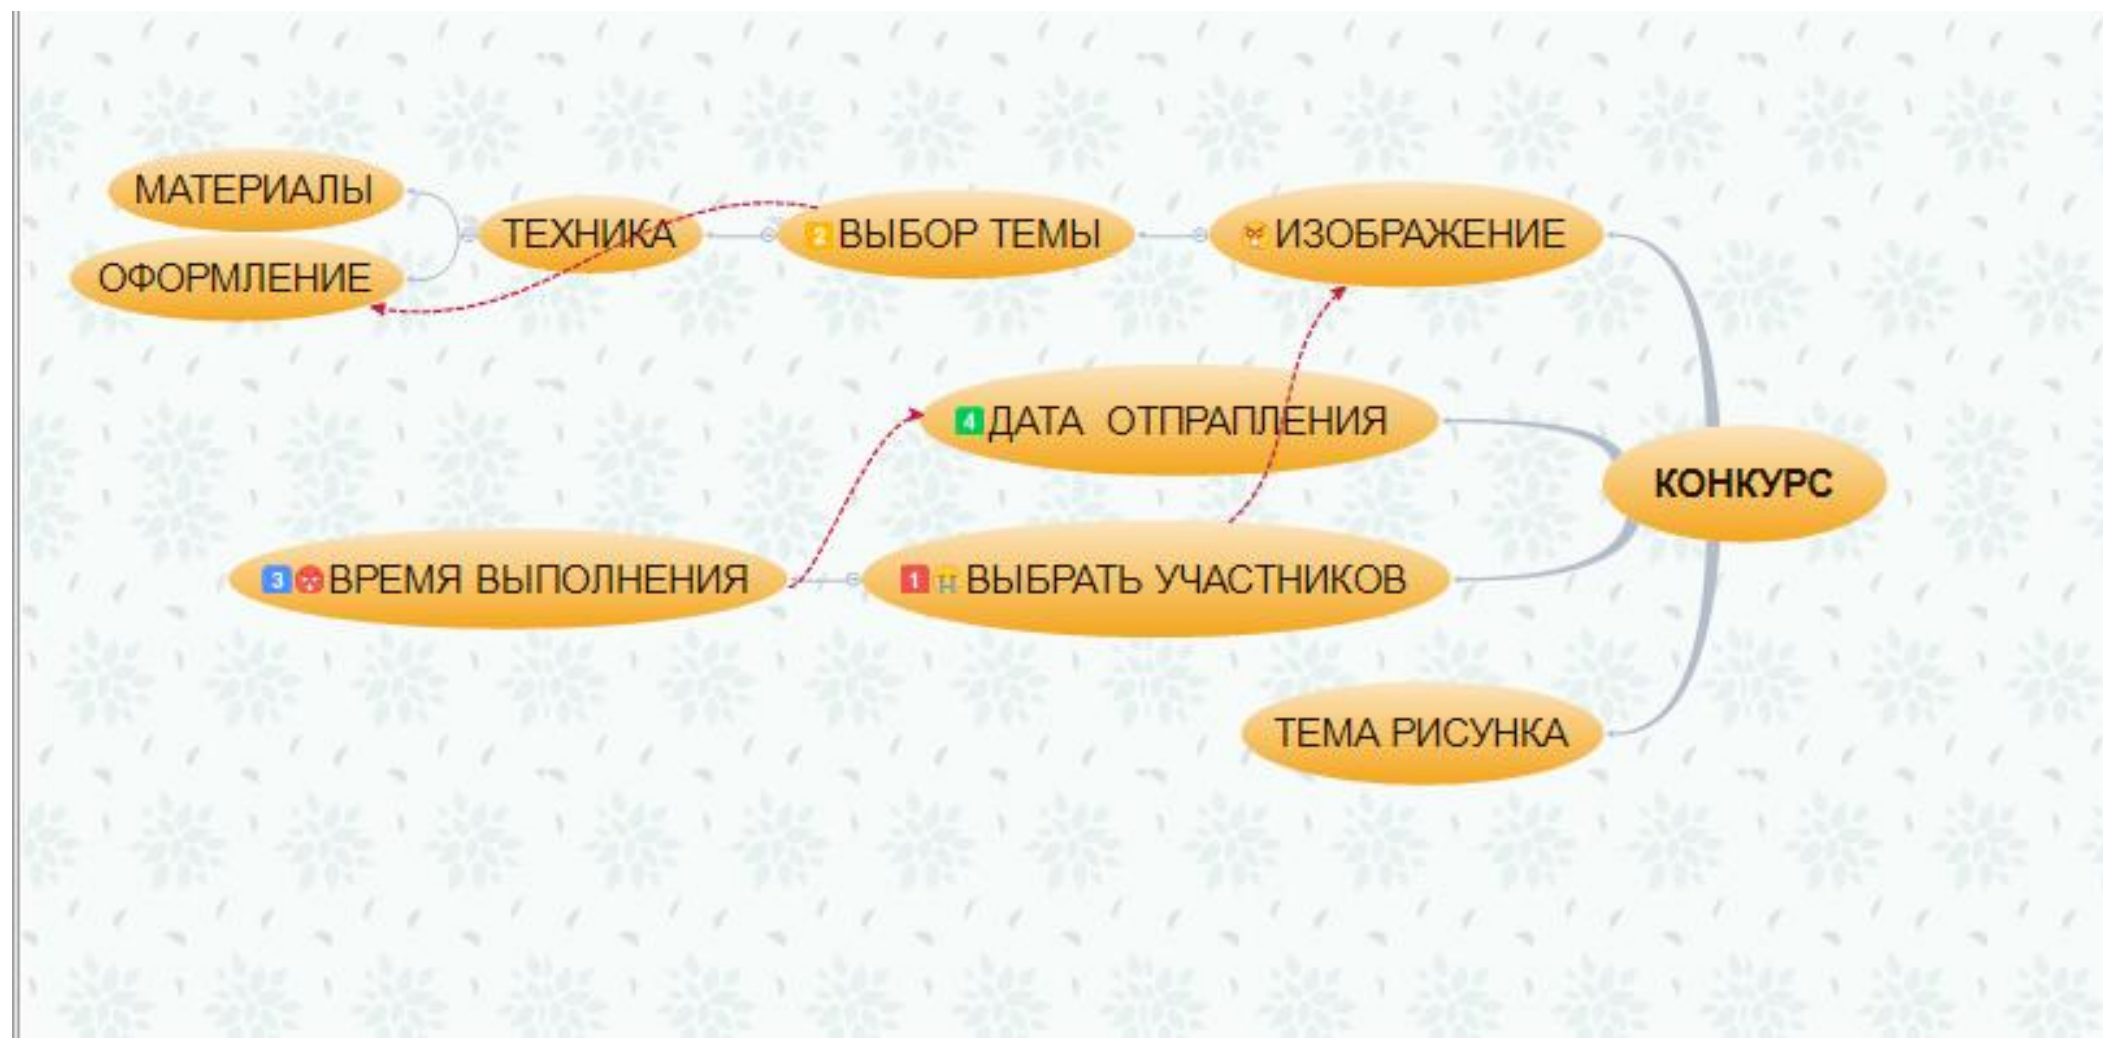 МАТЕРИАЛЫ
ОФОРМЛЕНИЕ
ТЕХНИКА
2 ВЫБОР ТЕМЫ
ИЗОБРАЖЕНИЕ
4 ДАТА ОТПРАПЛЕНИЯ
КОНКУРС
3 ВРЕМЯ ВЫПОЛНЕНИЯ
1 ВЫБРАТЬ УЧАСТНИКОВ
ТЕМА РИСУНКА